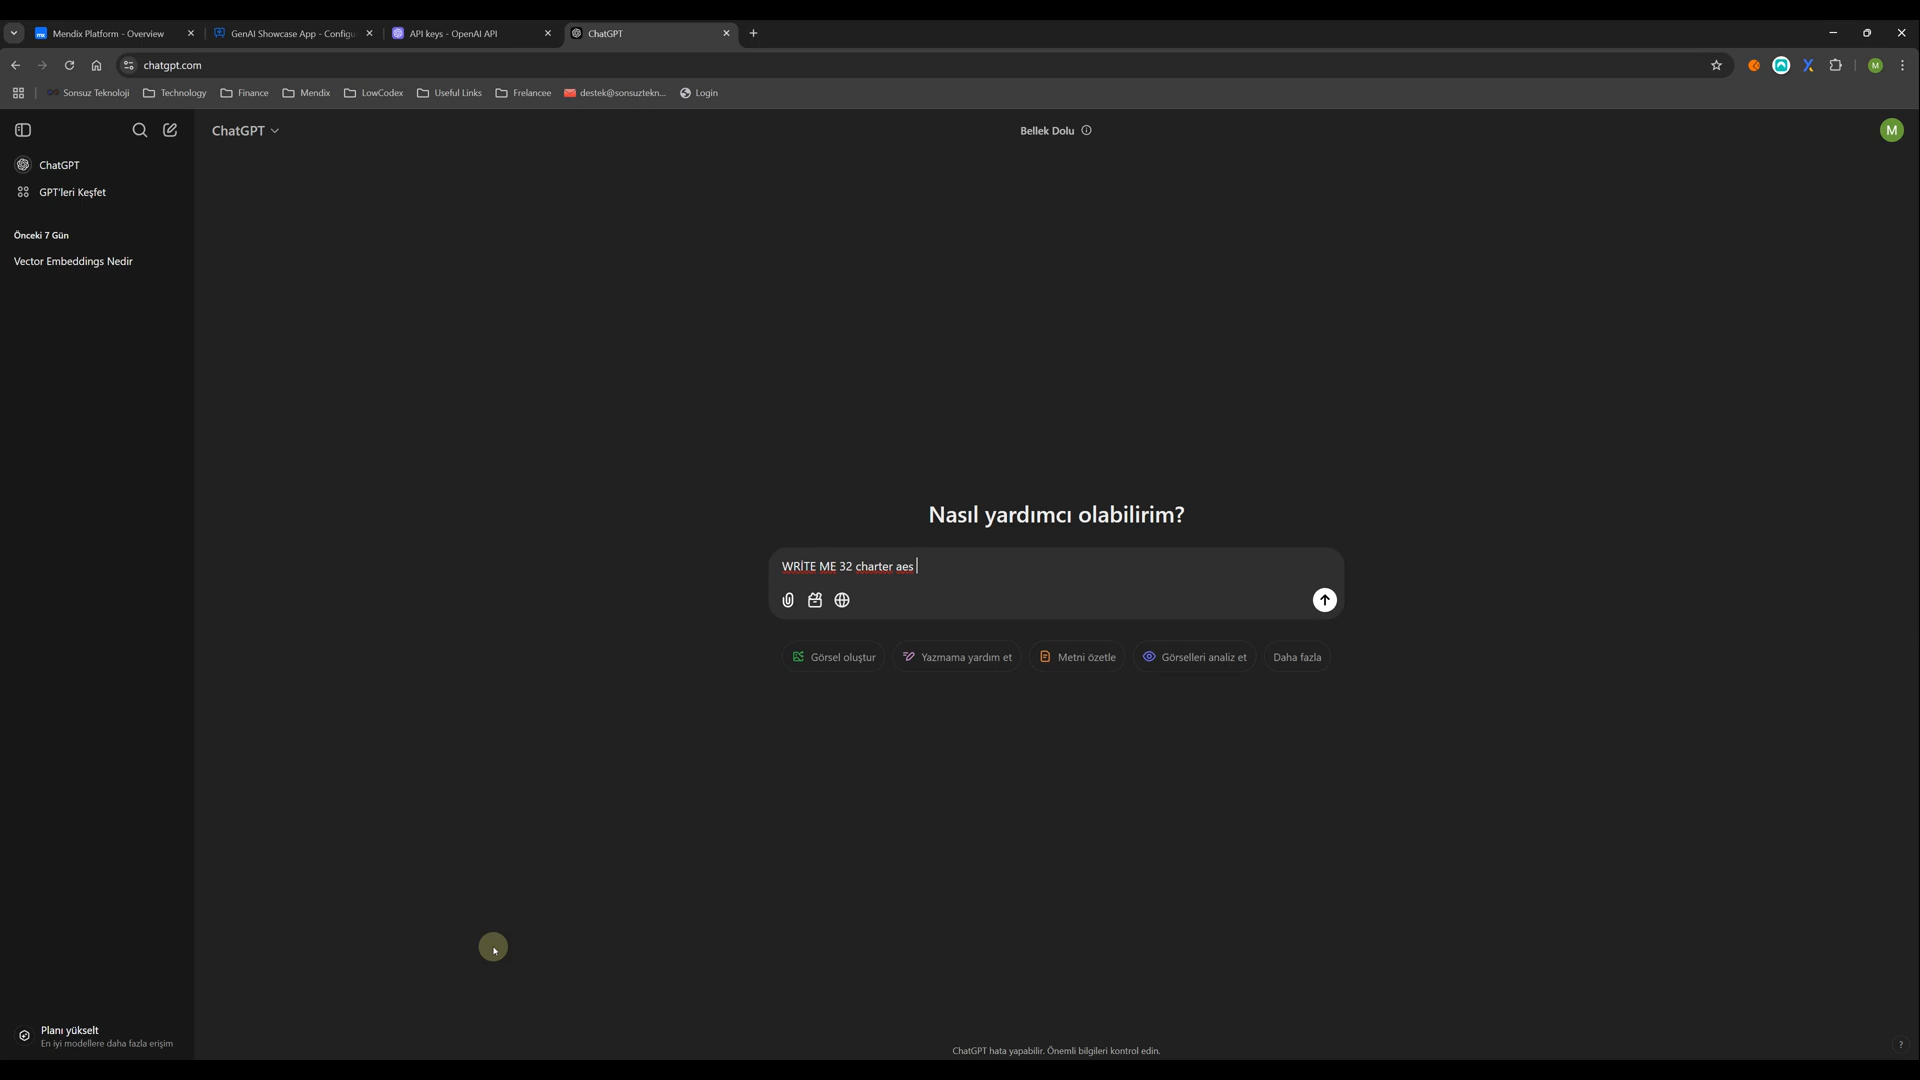 Mendix Platform - Overview
GenAI Showcase App - Configu
API keys - OpenAI API
ChatGPT
chatgpt.com
M
Sonsuz Teknoloji
Technology
Finance
Mendix
LowCodex
Useful Links
Frelancee
destek@sonsuztekn...
Login
ChatGPT
Bellek Dolu
M
ChatGPT
GPT'leri Keşfet
Önceki 7 Gün
Vector Embeddings Nedir
Nasıl yardımcı olabilirim?
WRİTE ME 32 charter aes
Görsel oluştur
Yazmama yardım et
Metni özetle
Görselleri analiz et
Daha fazla
Planı yükselt
En iyi modellere daha fazla erişim
ChatGPT hata yapabilir. Önemli bilgileri kontrol edin.
?